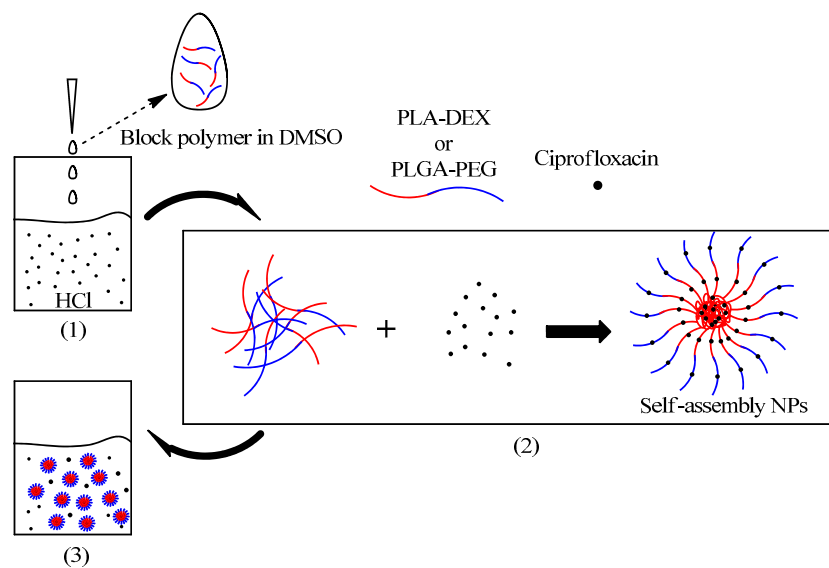 Block polymer in DMSO
PLA-DEX
or
PLGA-PEG
Ciprofloxacin
HCl
(1)
+
Self-assembly NPs
(2)
(3)